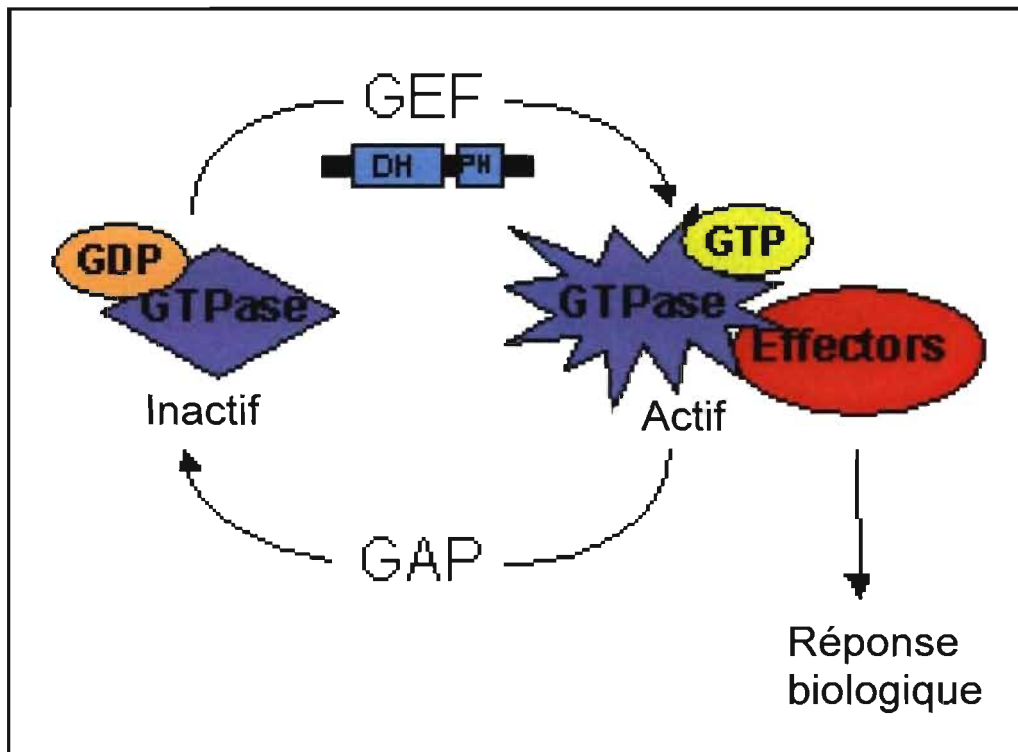 GEF
DH PH
GDP
GTPase
Inactif
GTP
GTPase
Effectors
Actif
GAP
Réponse
biologique